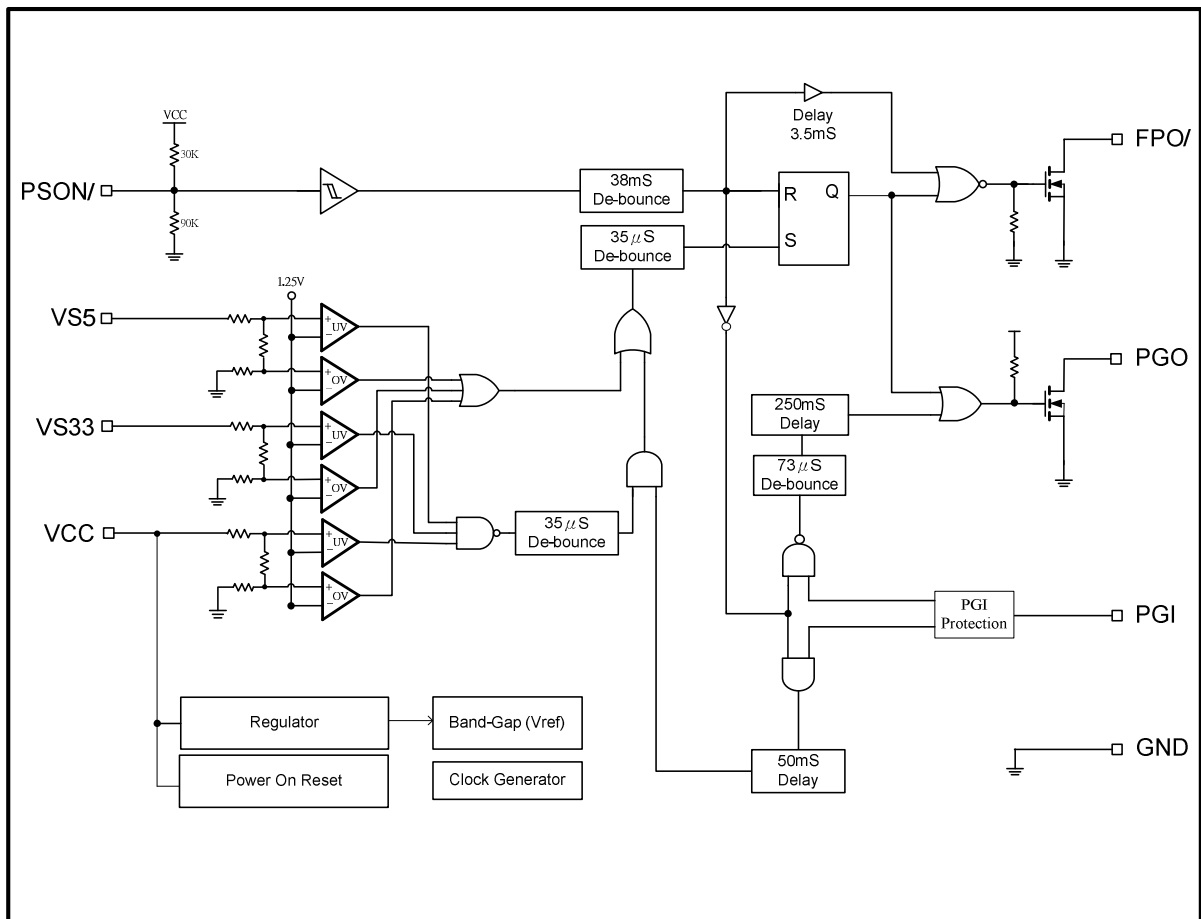 VCC
30K
PSON/
90K
38mS
De-bounce
Delay
3.5mS
R
Q
S
FPO/
35μS
De-bounce
1.25V
VS5
+
UV
−
+
OV
−
VS33
+
UV
−
+
OV
−
VCC
+
UV
−
+
OV
−
35μS
De-bounce
250mS
Delay
73μS
De-bounce
PGO
PGI
Protection
PGI
Regulator
Band-Gap (Vref)
Power On Reset
Clock Generator
50mS
Delay
GND